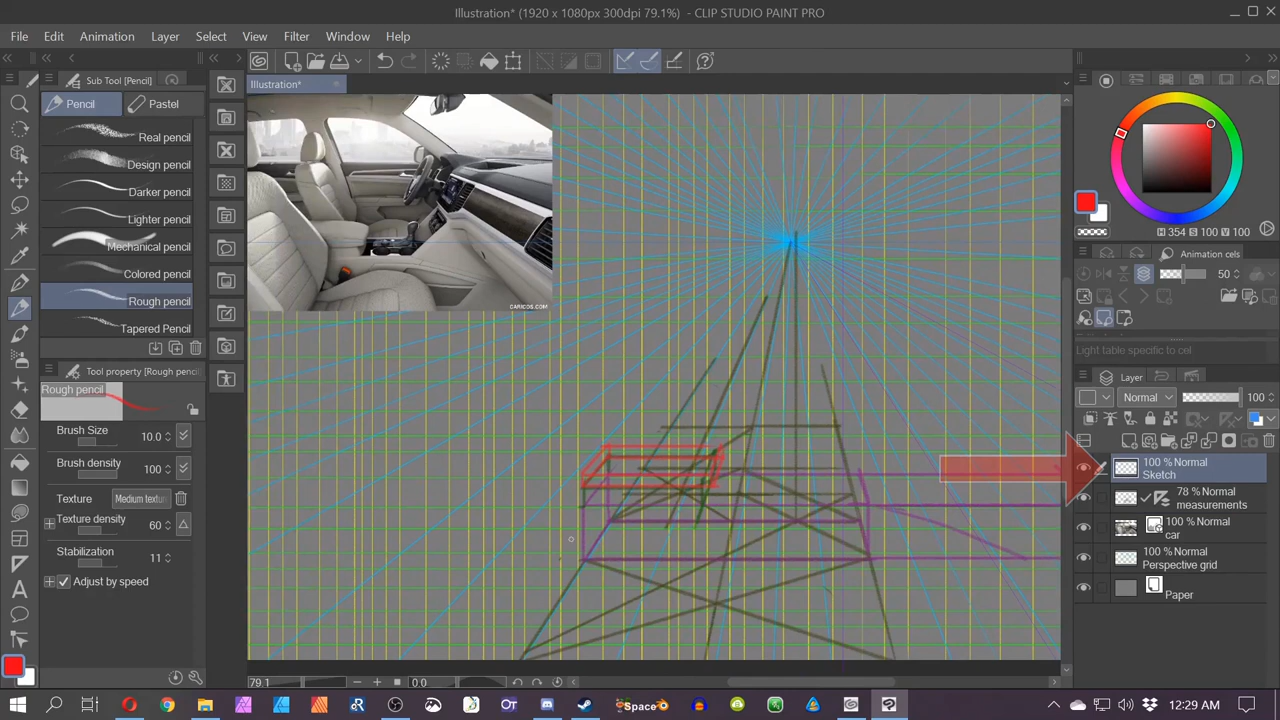 Illustration* (1920 x 1080px 300dpi 79.1%) - CLIP STUDIO PAINT PRO
File Edit Animation Layer Select View Filter Window Help
Sub Tool [Pencil]
Illustration*
Pencil Pastel
Real pencil
Design pencil
Darker pencil
Lighter pencil
Mechanical pencil
Colored pencil
Rough pencil
Tapered Pencil
Tool property [Rough pencil]
Rough pencil
Brush Size 10.0
Brush density 100
Texture Medium textur
Texture density 60
Stabilization 11
Adjust by speed
CARICOS.COM
H 354 S 100 V 100
Animation cels
50
Light table specific to cel
Layer
Normal 100
100 % Normal
Sketch
78 % Normal
measurements
100 % Normal
car
100 % Normal
Perspective grid
Paper
79.1 0.0
Space 12:29 AM